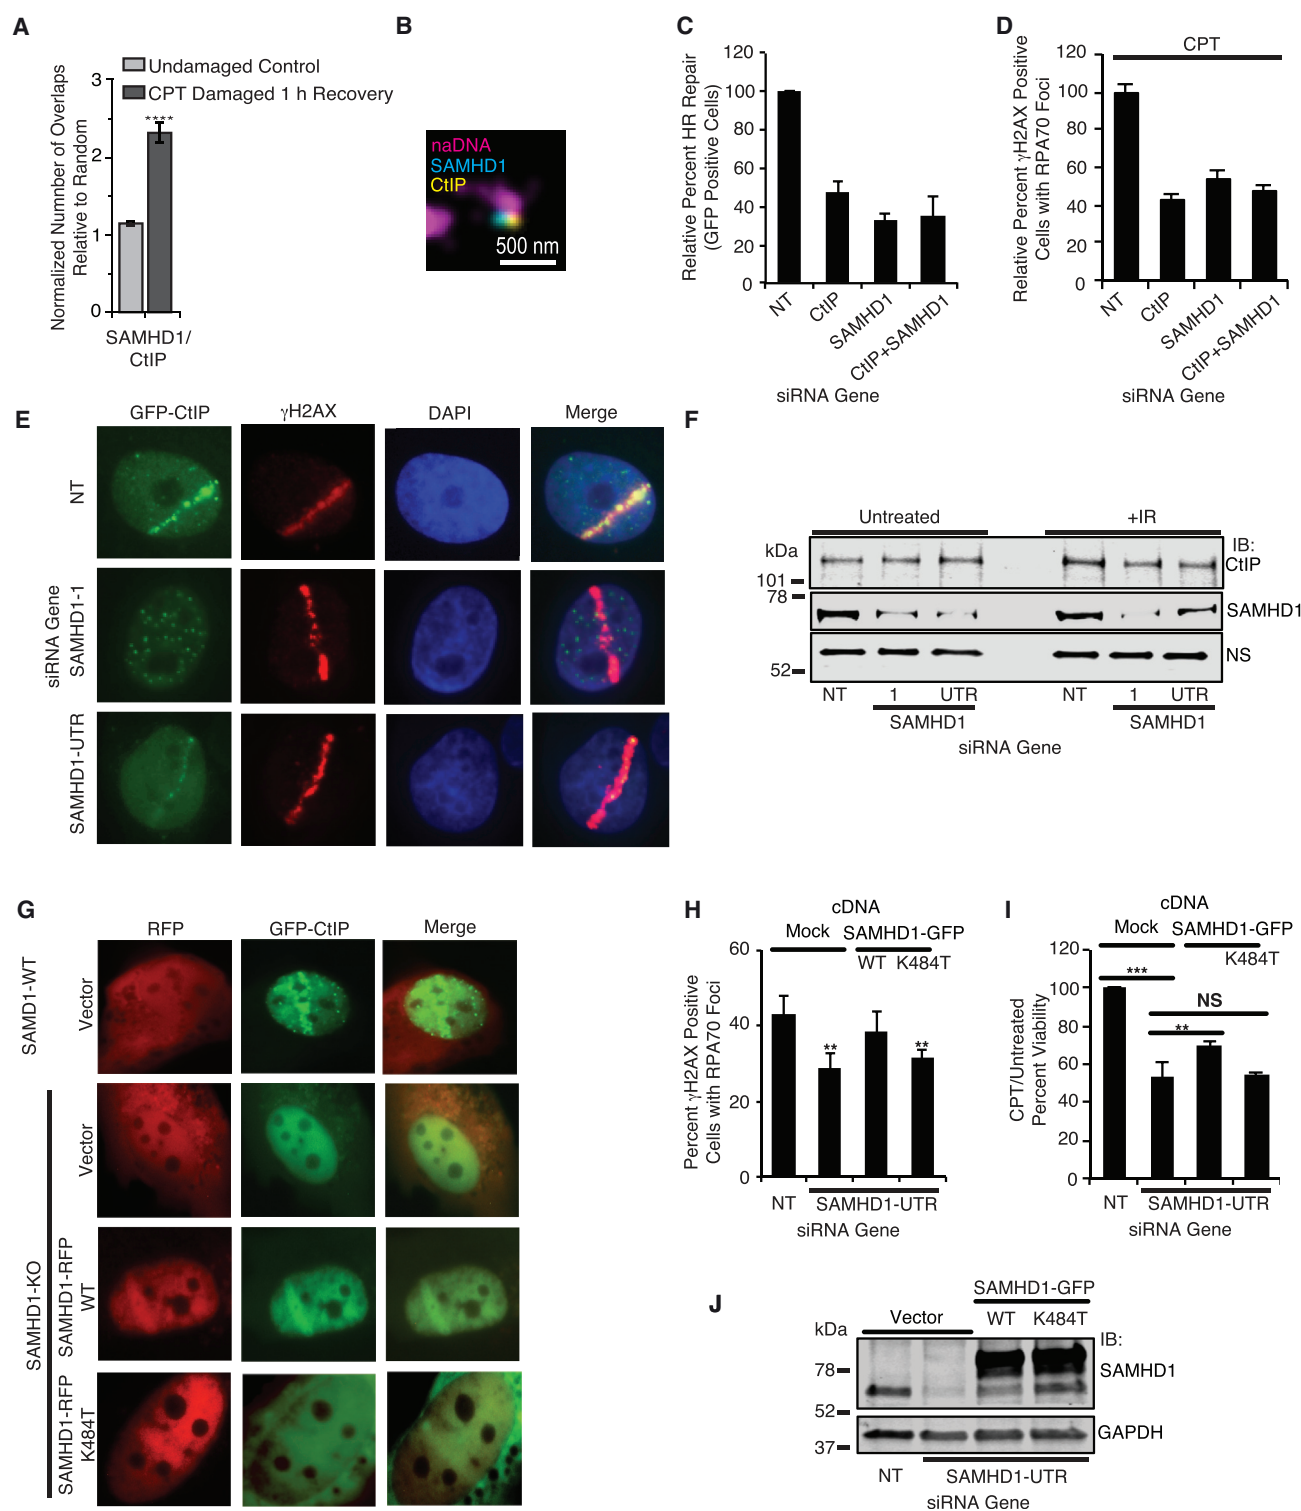 A
Undamaged Control
CPT Damaged 1 h Recovery
Normalized Number of Overlaps
Relative to Random
3
2
1
0
****
SAMHD1/
CtIP
B
naDNA
SAMHD1
CtIP
500 nm
C
Relative Percent HR Repair
(GFP Positive Cells)
120
100
80
60
40
20
0
NT
CtIP
SAMHD1
CtIP+SAMHD1
siRNA Gene
D
CPT
Relative Percent γH2AX Positive
Cells with RPA70 Foci
120
100
80
60
40
20
0
NT
CtIP
SAMHD1
CtIP+SAMHD1
siRNA Gene
E
GFP-CtIP
γH2AX
DAPI
Merge
NT
siRNA Gene
SAMHD1-1
SAMHD1-UTR
F
Untreated
+IR
kDa
IB:
CtIP
101
78
SAMHD1
NS
52
NT
1
UTR
NT
1
UTR
SAMHD1
SAMHD1
siRNA Gene
G
RFP
GFP-CtIP
Merge
SAMD1-WT
Vector
SAMHD1-KO
Vector
SAMHD1-RFP
WT
SAMHD1-RFP
K484T
H
cDNA
Mock
SAMHD1-GFP
WT
K484T
Percent γH2AX Positive
Cells with RPA70 Foci
60
40
20
0
**
**
NT
SAMHD1-UTR
siRNA Gene
I
cDNA
Mock
SAMHD1-GFP
K484T
CPT/Untreated
Percent Viability
120
100
80
60
40
20
0
***
NS
**
NT
SAMHD1-UTR
siRNA Gene
J
SAMHD1-GFP
Vector
WT
K484T
kDa
IB:
78
SAMHD1
52
GAPDH
37
NT
SAMHD1-UTR
siRNA Gene